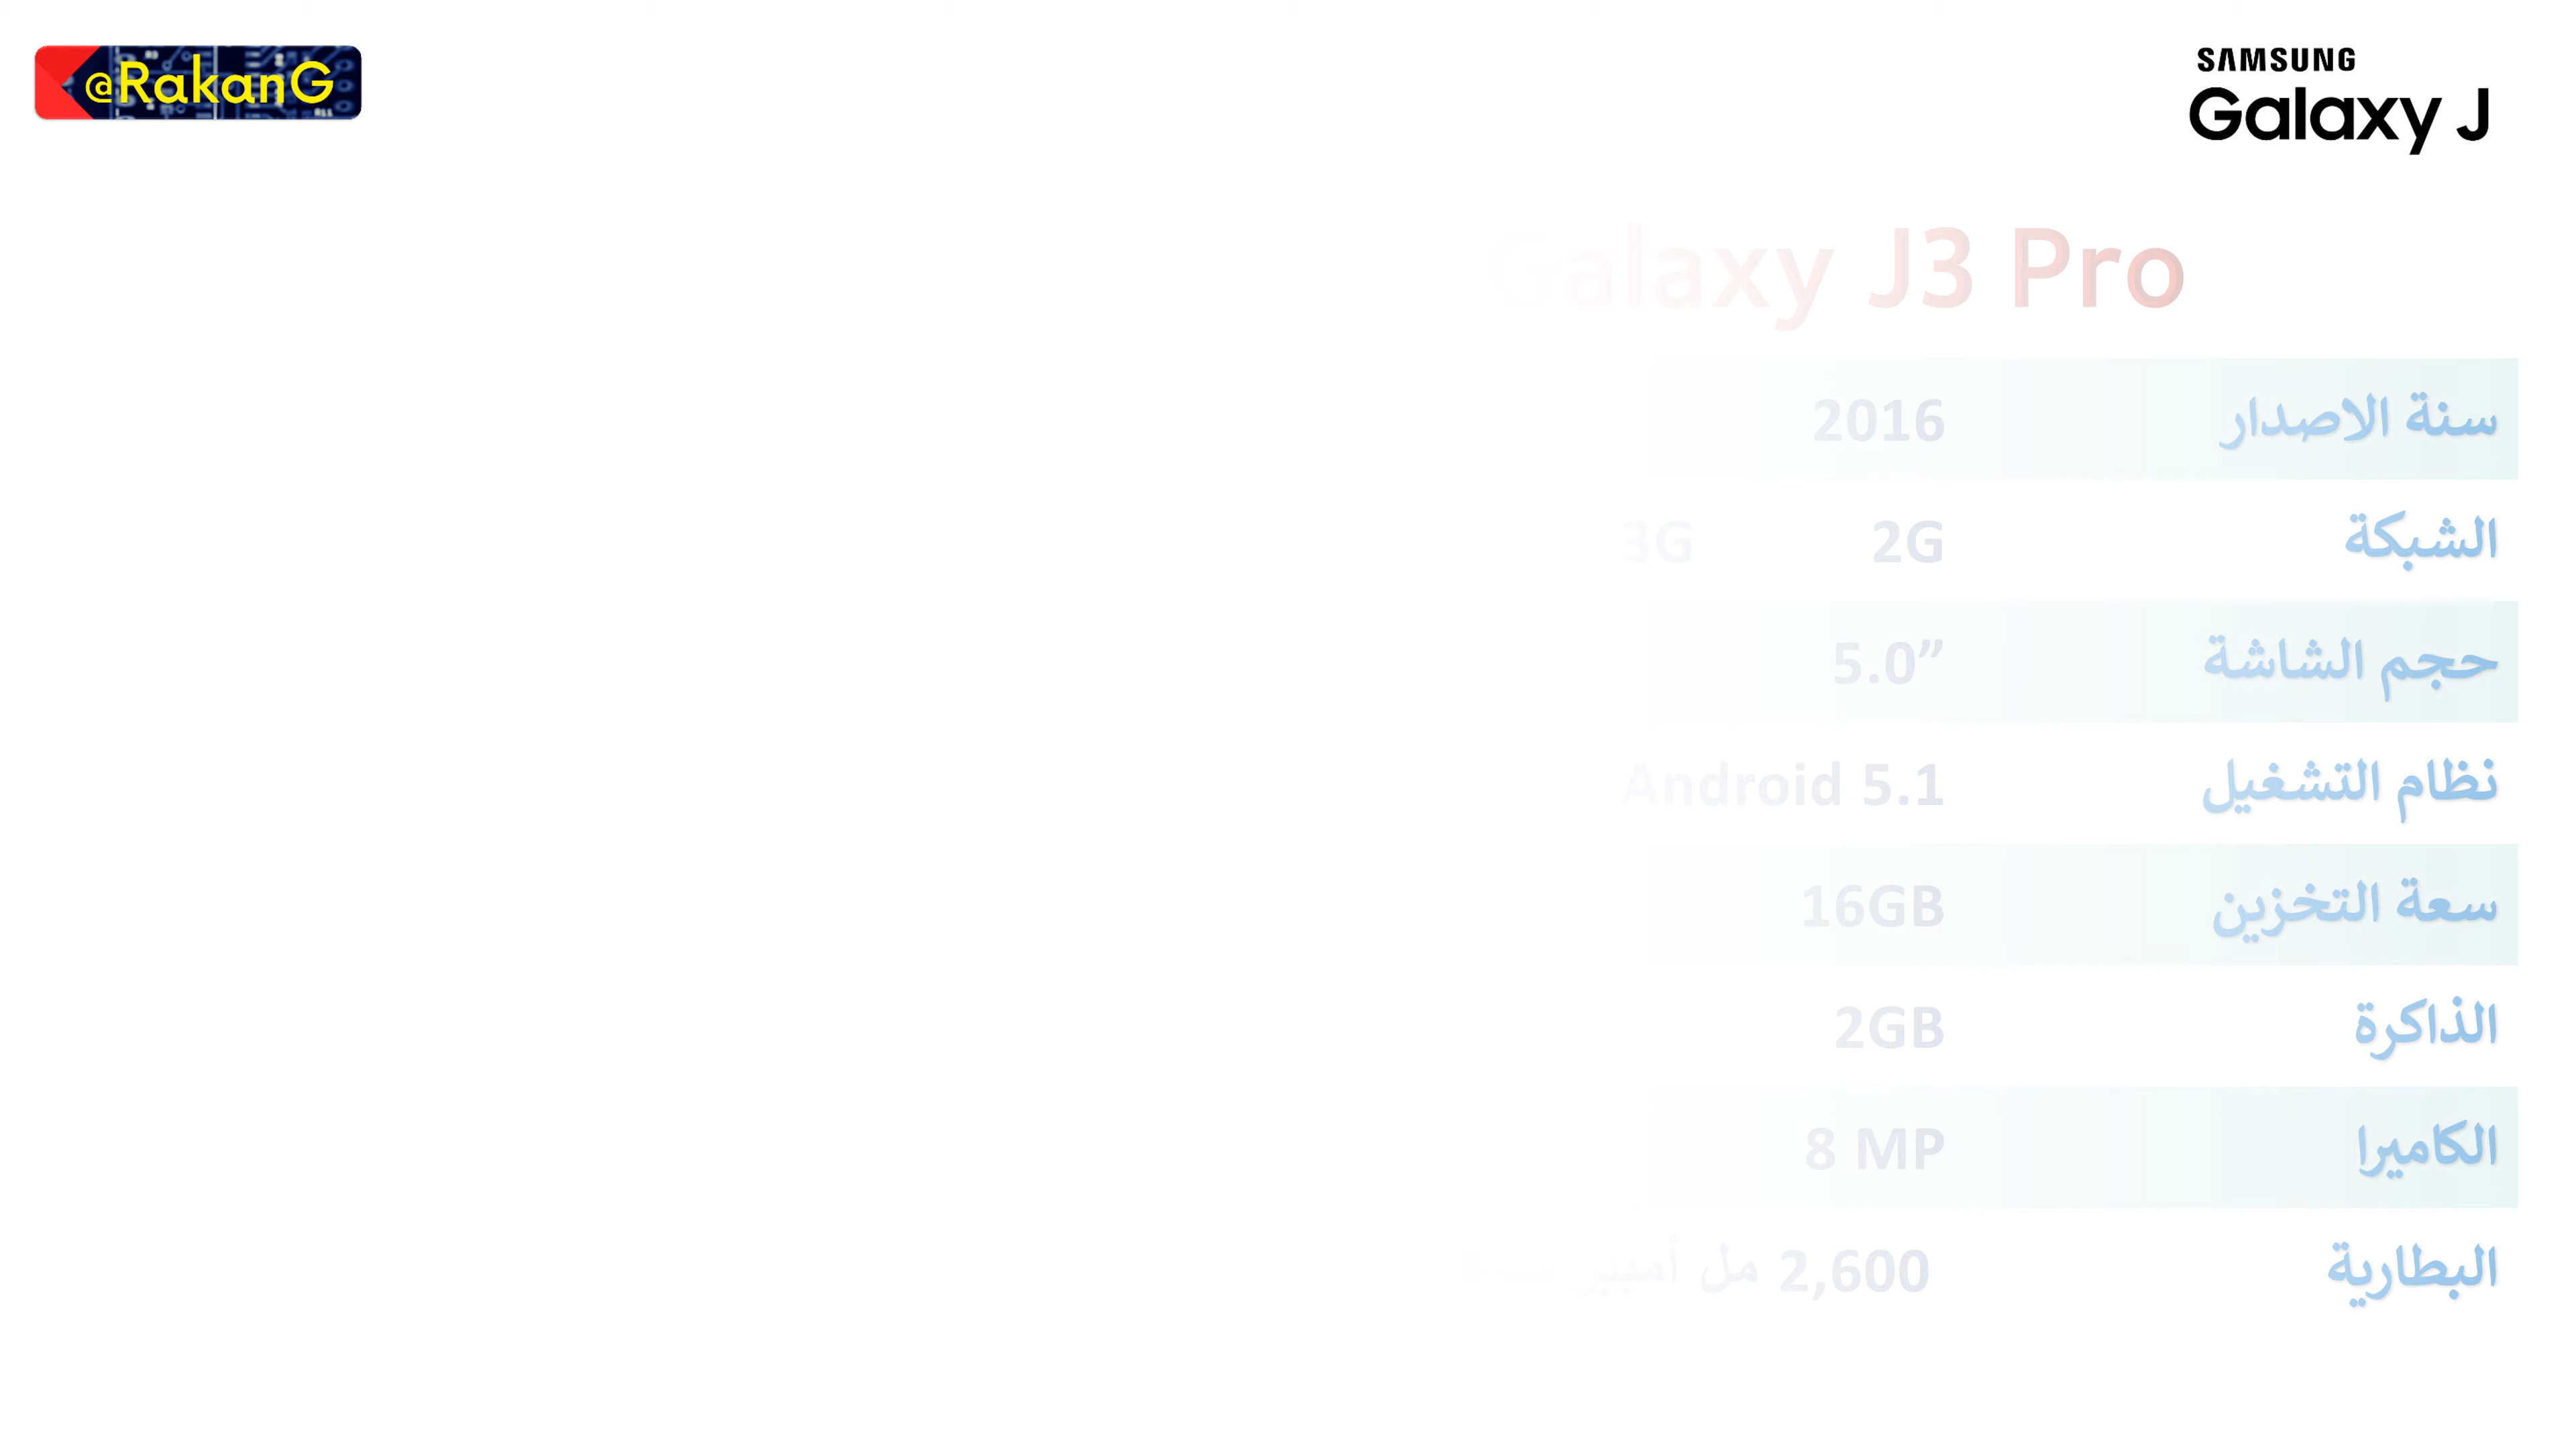 @RakanG
SAMSUNG
Galaxy J
Galaxy J3 Pro
سنة الاصدار 2016
الشبكة 2G 3G
حجم الشاشة 5.0”
نظام التشغيل Android 5.1
سعة التخزين 16GB
الذاكرة 2GB
الكاميرا 8 MP
البطارية 2,600 مل أمبير